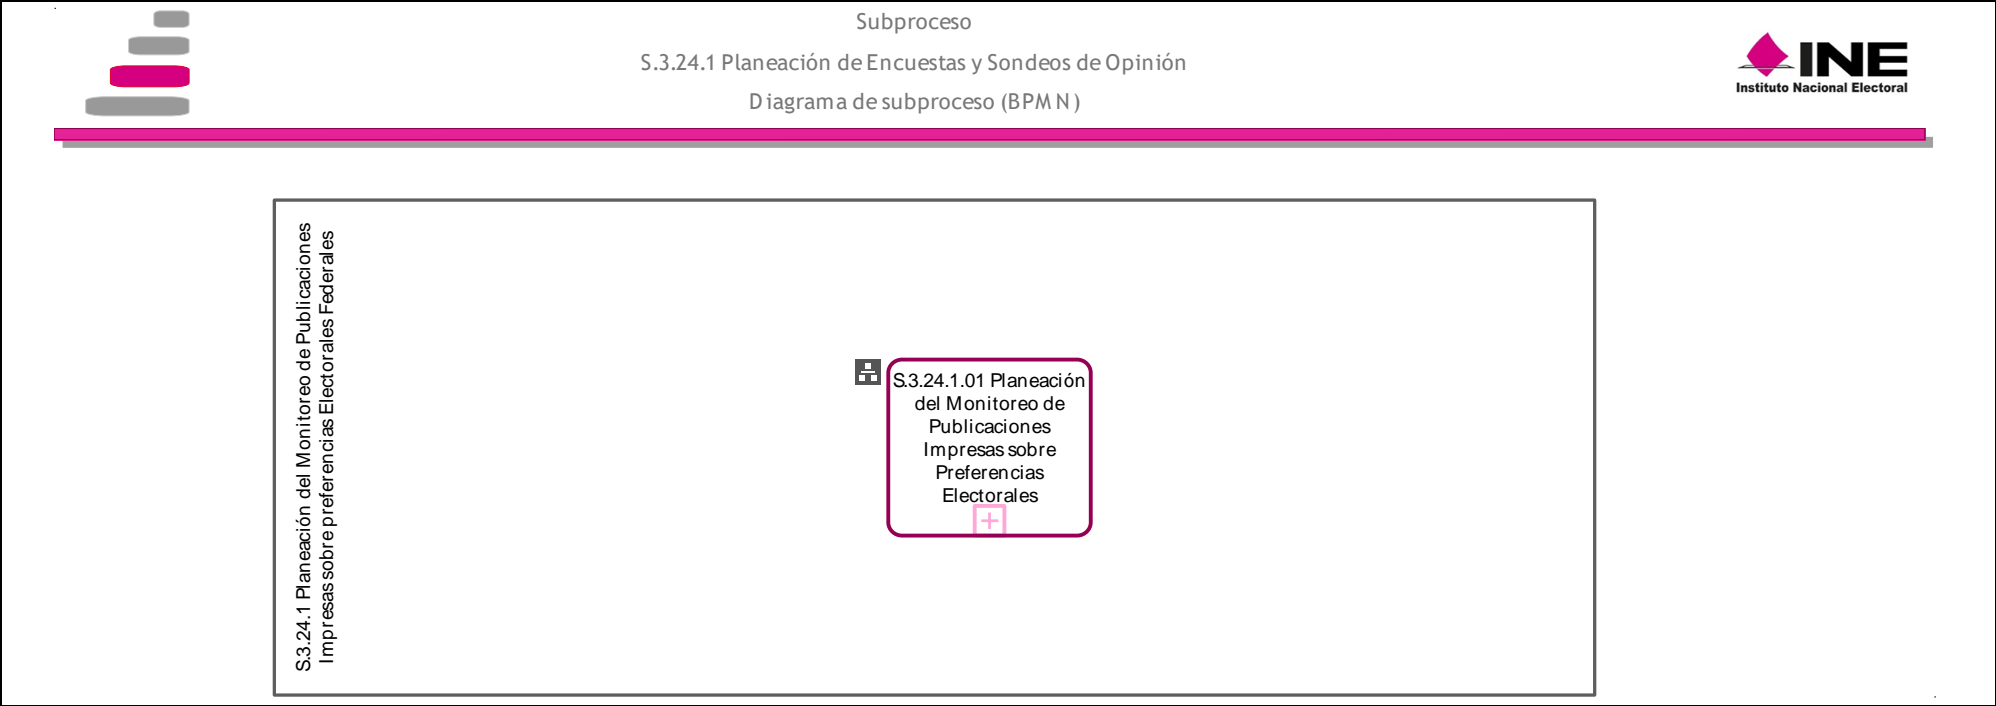 Subproceso
S.3.24.1 Planeación de Encuestas y Sondeos de Opinión
Diagrama de subproceso (BPMN)
INE
Instituto Nacional Electoral
S.3.24.1 Planeación del Monitoreo de Publicaciones
Impresas sobre preferencias Electorales Federales
S.3.24.1.01 Planeación
del Monitoreo de
Publicaciones
Impresas sobre
Preferencias
Electorales